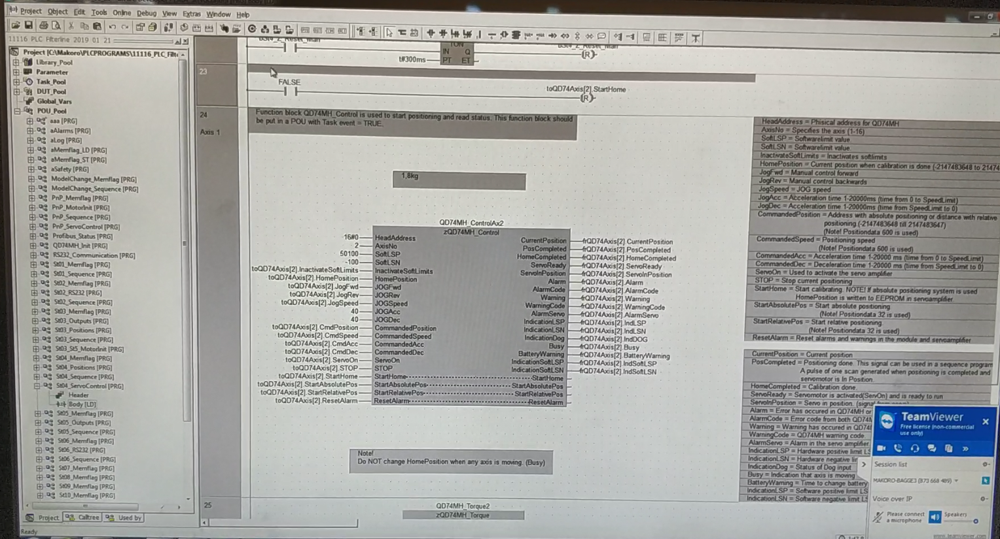 Project Object Edit Tools Online Debug View Extras Window Help
11116 PLC Filterline 2019 01 21
Project [C:\Makoro\PLCPROGRAMS\11116_PLC_Filte
Library_Pool
Parameter
Task_Pool
DUT_Pool
Global_Vars
POU_Pool
aaa [PRG]
aAlarms [PRG]
aLog [PRG]
aMemflag_LD [PRG]
aMemflag_ST [PRG]
aSafety [PRG]
ModelChange_Memflag [PRG]
ModelChange_Sequence [PRG]
PnP_Memflag [PRG]
PnP_MotorInit [PRG]
PnP_Sequence [PRG]
PnP_ServoControl [PRG]
Profibus_Status [PRG]
QD74MH_Init [PRG]
RS232_Communication [PRG]
St01_Memflag [PRG]
St01_Sequence [PRG]
St02_Memflag [PRG]
St02_RS232 [PRG]
St02_Sequence [PRG]
St03_Memflag [PRG]
St03_Outputs [PRG]
St03_Positions [PRG]
St03_Sequence [PRG]
St03_St5_MotorInit [PRG]
St04_Memflag [PRG]
St04_Positions [PRG]
St04_Sequence [PRG]
St04_ServoControl [PRG]
Header
Body [LD]
St05_Memflag [PRG]
St05_Outputs [PRG]
St05_Sequence [PRG]
St06_Memflag [PRG]
St06_RS232 [PRG]
St06_Sequence [PRG]
St07_Memflag [PRG]
St08_Memflag [PRG]
St09_Memflag [PRG]
St10_Memflag [PRG]
Project Calltree Used by
Ready
TON
IN Q
t#300ms PT ET
(R)
23
FALSE
toQD74Axis[2].StartHome
(R)
24
Axis 1
Function block QD74MH_Control is used to start positioning and read status. This function block should
be put in a POU with Task event = TRUE.
1,8kg
QD74MH_ControlAx2
zQD74MH_Control
16#0 HeadAddress CurrentPosition frQD74Axis[2].CurrentPosition
2 AxisNo PosCompleted frQD74Axis[2].PosCompleted
50100 SoftLSP HomeCompleted frQD74Axis[2].HomeCompleted
-100 SoftLSN ServoReady frQD74Axis[2].ServoReady
toQD74Axis[2].InactivateSoftLimits InactivateSoftLimits ServoInPosition frQD74Axis[2].ServoInPosition
toQD74Axis[2].HomePosition HomePosition Alarm frQD74Axis[2].Alarm
toQD74Axis[2].JogFwd JOGFwd AlarmCode frQD74Axis[2].AlarmCode
toQD74Axis[2].JogRev JOGRev Warning frQD74Axis[2].Warning
toQD74Axis[2].JogSpeed JOGSpeed WarningCode frQD74Axis[2].WarningCode
40 JOGAcc AlarmServo frQD74Axis[2].AlarmServo
40 JOGDec IndicationLSP frQD74Axis[2].IndLSP
toQD74Axis[2].CmdPosition CommandedPosition IndicationLSN frQD74Axis[2].IndLSN
toQD74Axis[2].CmdSpeed CommandedSpeed IndicationDog frQD74Axis[2].IndDOG
toQD74Axis[2].CmdAcc CommandedAcc Busy frQD74Axis[2].Busy
toQD74Axis[2].CmdDec CommandedDec BatteryWarning frQD74Axis[2].BatteryWarning
toQD74Axis[2].ServoOn ServoOn IndicationSoftLSP frQD74Axis[2].IndSoftLSP
toQD74Axis[2].STOP STOP IndicationSoftLSN frQD74Axis[2].IndSoftLSN
toQD74Axis[2].StartHome StartHome StartHome
toQD74Axis[2].StartAbsolutePos StartAbsolutePos StartAbsolutePos
toQD74Axis[2].StartRelativePos StartRelativePos StartRelativePos
toQD74Axis[2].ResetAlarm ResetAlarm ResetAlarm
Note!
Do NOT change HomePosition when any axis is moving. (Busy)
25
QD74MH_Torque2
zQD74MH_Torque
HeadAddress = Phisical address for QD74MH
AxisNo = Specifies the axis (1-16)
SoftLSP = Softwarelimit value
SoftLSN = Softwarelimit value
InactivateSoftLimits = Inactivates softlimits
HomePosition = Current position when calibration is done (-2147483648 to 21474
JogFwd = Manual control forward
JogRev = Manual control backwards
JogSpeed = JOG speed
JogAcc = Acceleration time 1-20000ms (time from 0 to SpeedLimit)
JogDec = Acceleration time 1-20000ms (time from SpeedLimit to 0)
CommandedPosition = Address with absolute positioning or distance with relative
positioning.(-2147483648 till 2147483647)
(Note! Positiondata 600 is used)
CommandedSpeed = Positioning speed
(Note! Positiondata 600 is used)
CommandedAcc = Acceleration time 1-20000 ms (time from 0 to SpeedLimit)
CommandedDec = Deceleration time 1-20000 ms (time from SpeedLimit to 0)
ServoOn = Used to activate the servo amplifier
STOP = Stop current positioning
StartHome = Start calibrating. NOTE! If absolute positioning system is used
HomePosition is written to EEPROM in servoamplifier.
StartAbsolutePos = Start absolute positioning.
(Note! Positiondata 32 is used)
StartRelativePos = Start relative positioning.
(Note! Positiondata 32 is used)
ResetAlarm = Reset alarms and warnings in the module and servoamplifier
CurrentPosition = Current position
PosCompleted = Positioning done. This signal can be used in a sequence program
A pulse of one scan generated when positioning is completed and
servomotor is In Position.
HomeCompleted = Calibration done.
ServoReady = Servomotor is activated(ServOn) and is ready to run
ServoInPosition = Servo in position. (signal
Alarm = Error has occured in QD74MH or
AlarmCode = Error code from both QD74M
Warning = Warning has occured in QD74
WarningCode = QD74MH warning code.
AlarmServo = Alarm in the servo amplifier
IndicationLSP = Hardware positive limit LS
IndicationLSN = Hardware negative lir
IndicationDog = Status of Dog input
Busy = Indication that axis is moving
BatteryWarning = Time to change battery
IndicationLSP = Software positive limit LS
IndicationLSN = Software negative limit LS
TeamViewer
Free license (non-commercial
use only)
Session list
MAKORO-BAGGE3 (873 668 489)
Voice over IP
Please connect
a microphone
Speakers
www.teamviewer.com